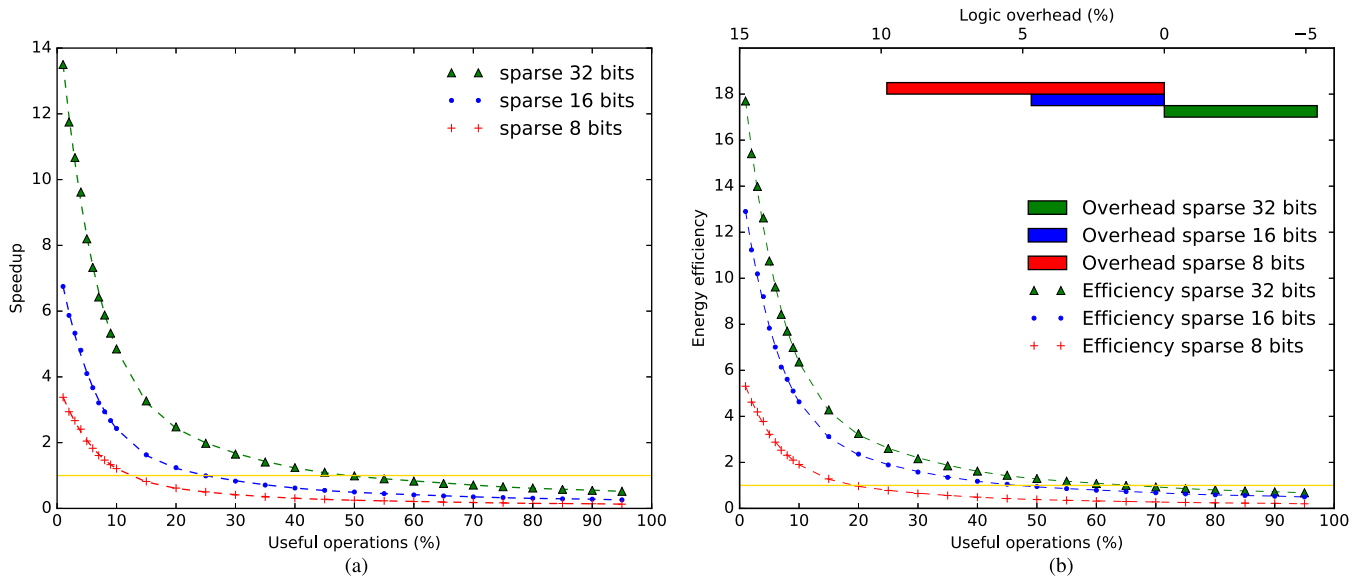 14
12
10
8
6
4
2
0
Speedup
0 10 20 30 40 50 60 70 80 90 100
Useful operations (%)
sparse 32 bits
sparse 16 bits
sparse 8 bits
(a)
Logic overhead (%)
15 10 5 0 −5
18
16
14
12
10
8
6
4
2
0
Energy efficiency
Overhead sparse 32 bits
Overhead sparse 16 bits
Overhead sparse 8 bits
Efficiency sparse 32 bits
Efficiency sparse 16 bits
Efficiency sparse 8 bits
0 10 20 30 40 50 60 70 80 90 100
Useful operations (%)
(b)